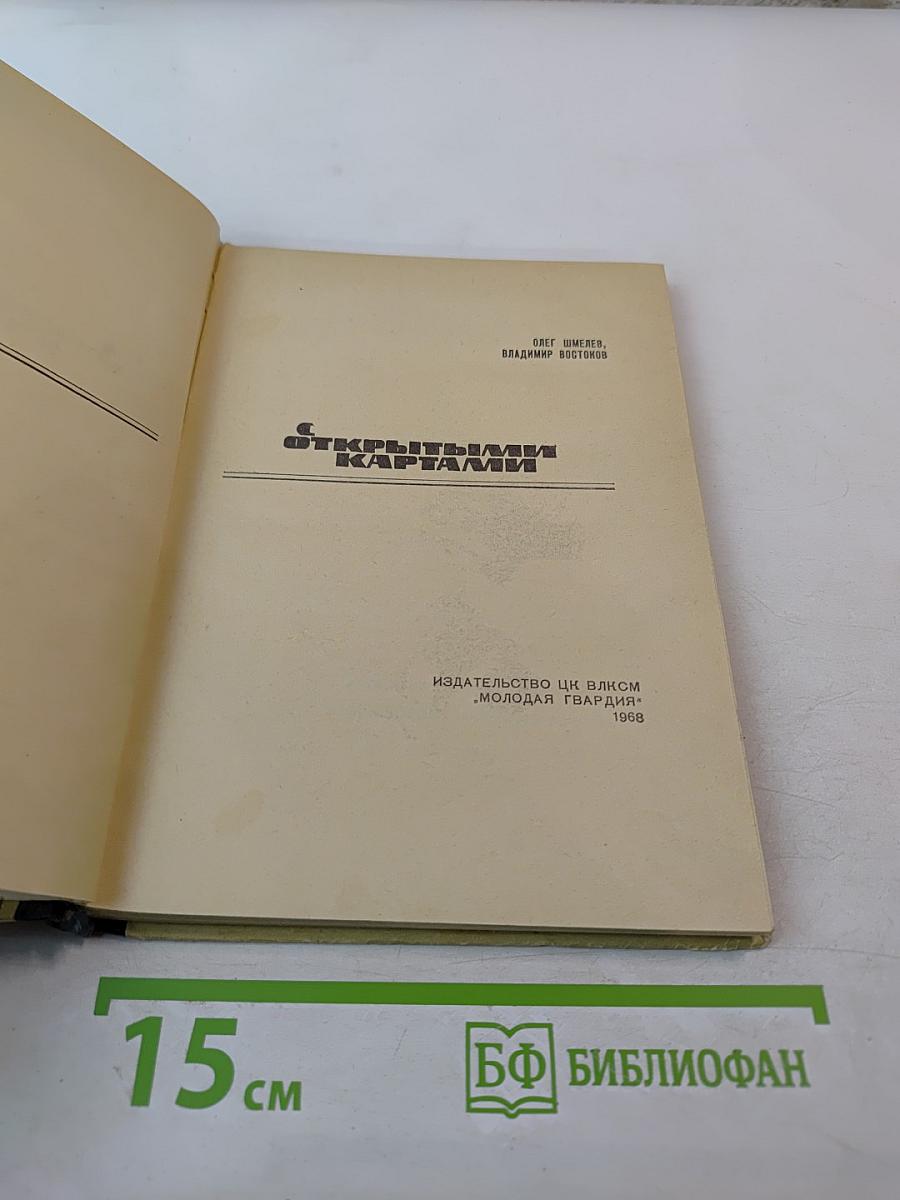 ОЛЕГ ШМЕЛЕВ,
ВЛАДИМИР ВОСТОКОВ
С
ОТКРЫТЫМИ
КАРТАМИ
ИЗДАТЕЛЬСТВО ЦК ВЛКСМ
„МОЛОДАЯ ГВАРДИЯ"
1968
15 см
БФ БИБЛИОФАН